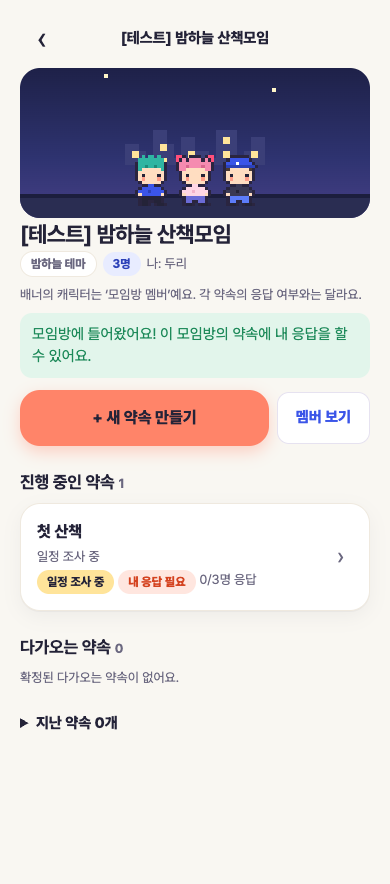 ❮
[테스트] 밤하늘 산책모임
[테스트] 밤하늘 산책모임
밤하늘 테마 3명 나: 두리
배너의 캐릭터는 ‘모임방 멤버’예요. 각 약속의 응답 여부와는 달라요.
모임방에 들어왔어요! 이 모임방의 약속에 내 응답을 할
수 있어요.
+ 새 약속 만들기 멤버 보기
진행 중인 약속 1
첫 산책
일정 조사 중
❯
일정 조사 중 내 응답 필요 0/3명 응답
다가오는 약속 0
확정된 다가오는 약속이 없어요.
▶ 지난 약속 0개